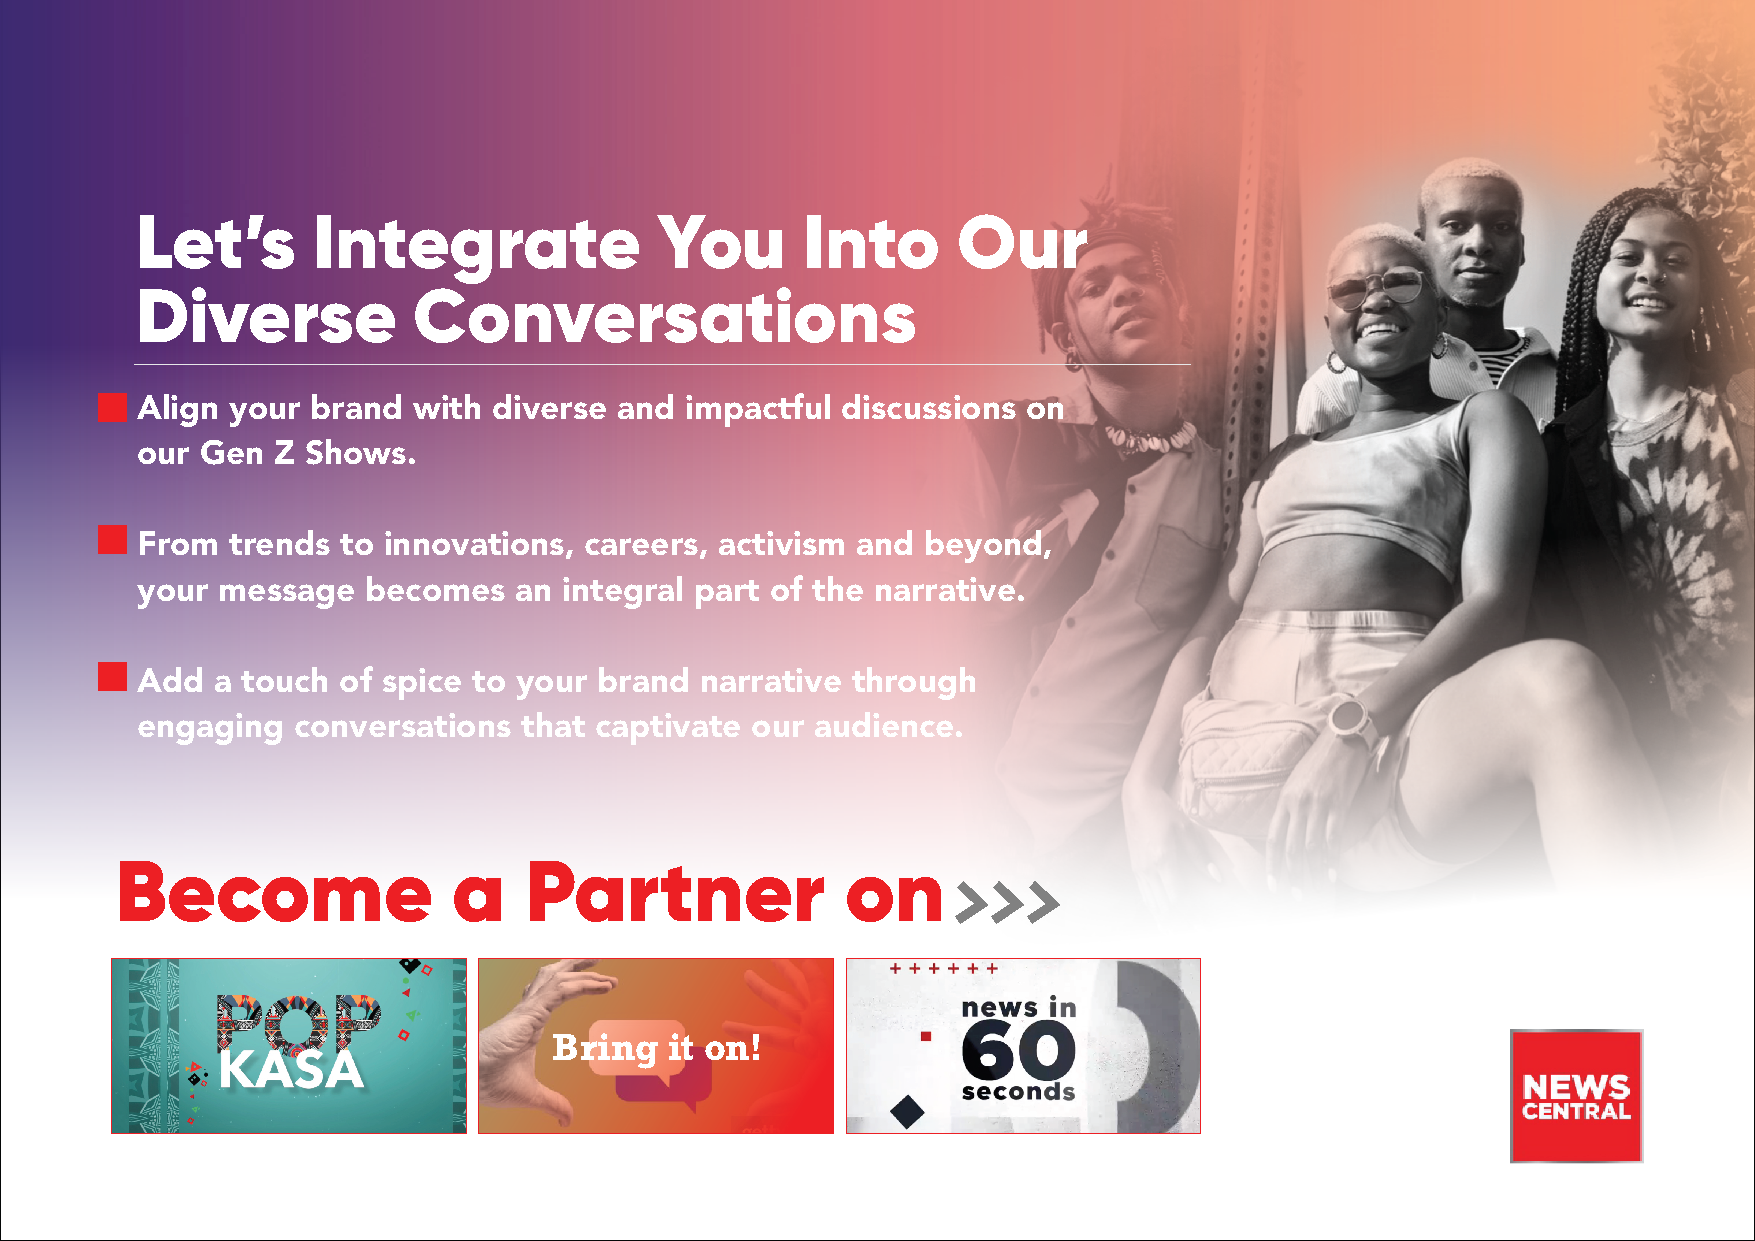 Let’s Integrate You Into Our
Diverse Conversations
Align your brand with diverse and impactful discussions on
our Gen Z Shows.
From trends to innovations, careers, activism and beyond,
your message becomes an integral part of the narrative.
Add a touch of spice to your brand narrative through
engaging conversations that captivate our audience.
Become a Partner on>>>
POP
KASA
Bring it on!
get!
news in
60
seconds
NEWS
CENTRAL